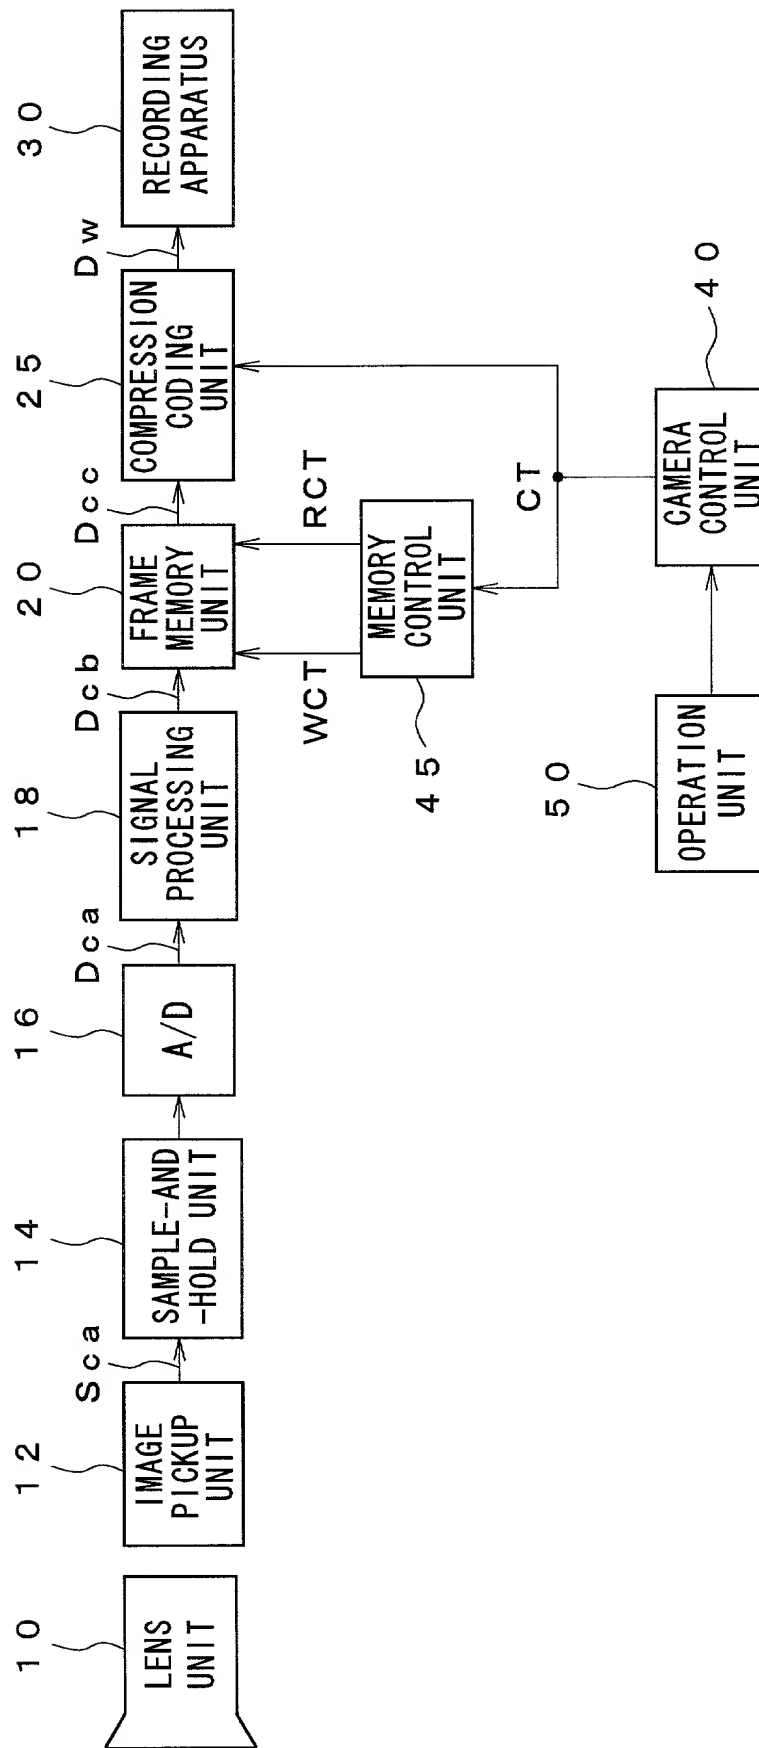 10
12
14
16
18
20
25
30
Sca
Dca
Dcb
Dcc
Dw
LENS
UNIT
IMAGE
PICKUP
UNIT
SAMPLE-AND
-HOLD UNIT
A/D
SIGNAL
PROCESSING
UNIT
FRAME
MEMORY
UNIT
COMPRESSION
CODING
UNIT
RECORDING
APPARATUS
WCT
RCT
MEMORY
CONTROL
UNIT
45
CT
50
40
OPERATION
UNIT
CAMERA
CONTROL
UNIT